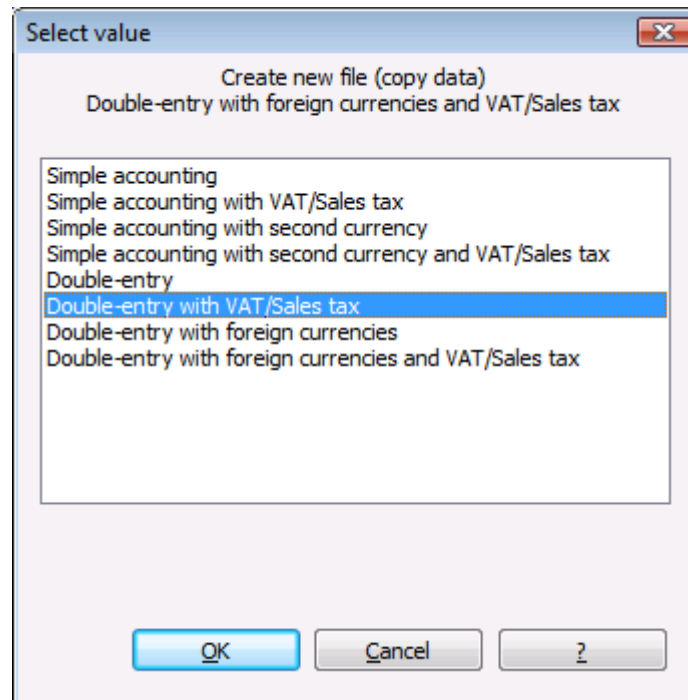 Select value
Create new file (copy data)
Double-entry with foreign currencies and VAT/Sales tax
Simple accounting
Simple accounting with VAT/Sales tax
Simple accounting with second currency
Simple accounting with second currency and VAT/Sales tax
Double-entry
Double-entry with VAT/Sales tax
Double-entry with foreign currencies
Double-entry with foreign currencies and VAT/Sales tax
OK Cancel ?